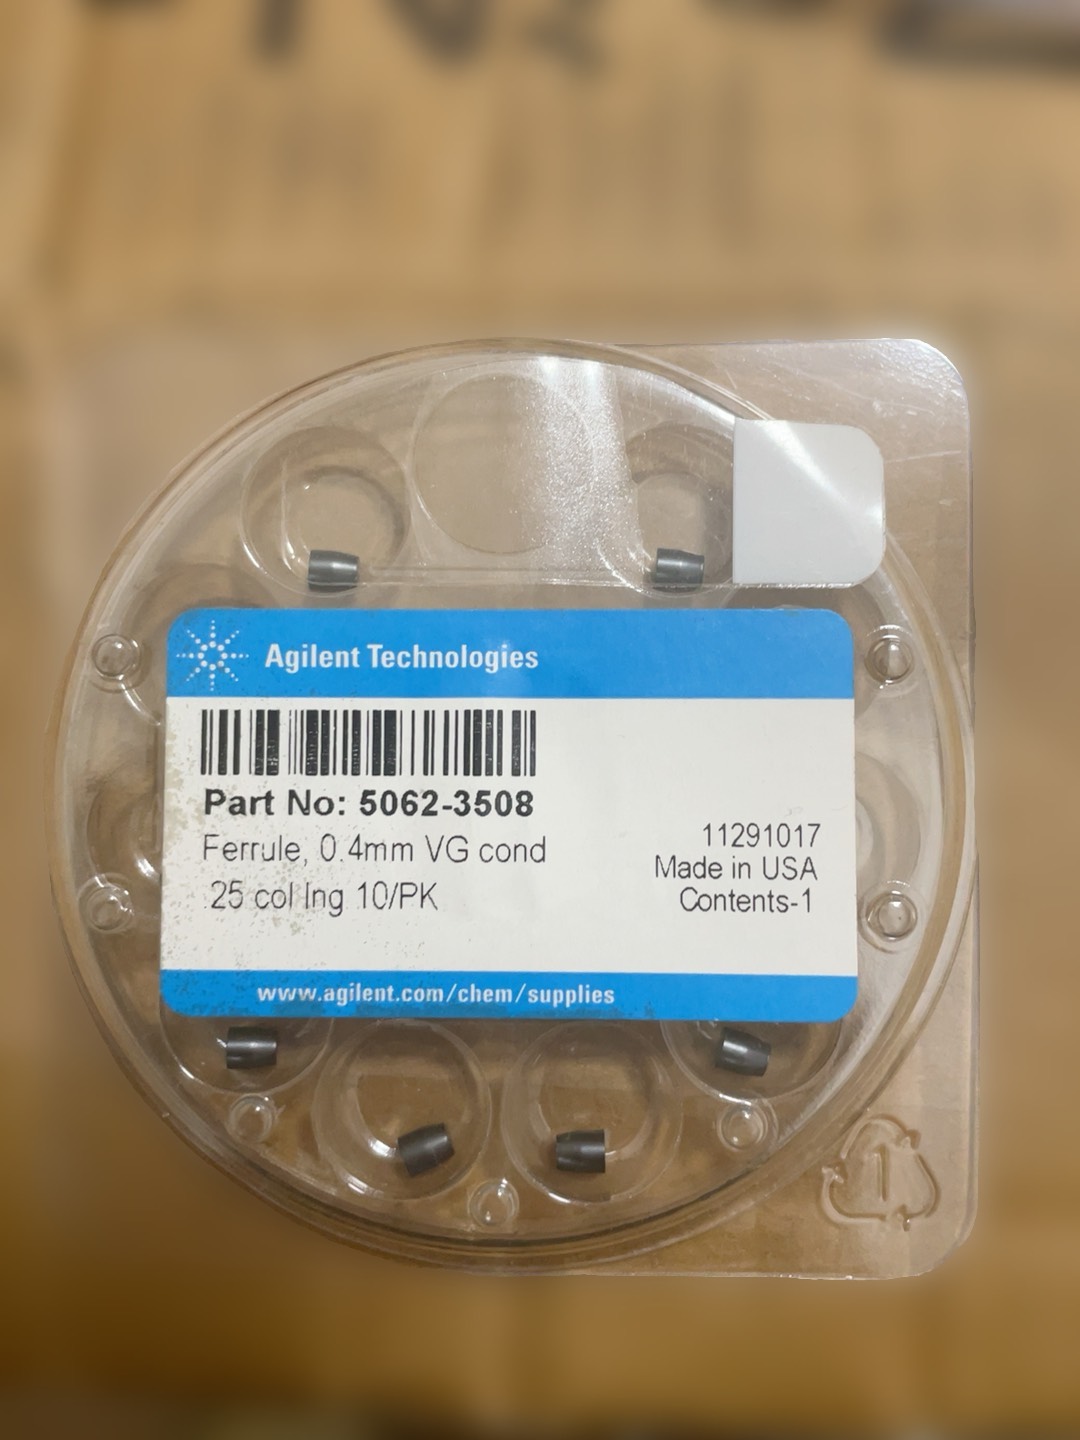 Agilent Technologies
Part No: 5062-3508
Ferrule, 0.4mm VG cond
.25 col lng 10/PK
11291017
Made in USA
Contents-1
www.agilent.com/chem/supplies
1